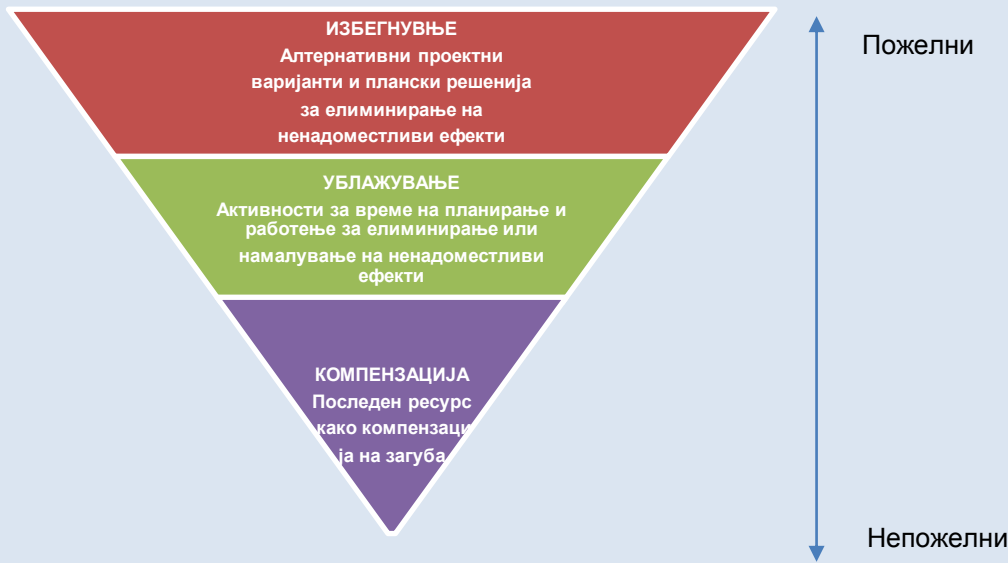 ИЗБЕГНУВЊЕ
Алтернативни проектни
варијанти и плански решенија
за елиминирање на
ненадоместливи ефекти
Пожелни
УБЛАЖУВАЊЕ
Активности за време на планирање и
работење за елиминирање или
намалување на ненадоместливи
ефекти
КОМПЕНЗАЦИЈА
Последен ресурс
како компензаци
ја на загуба
Непожелни